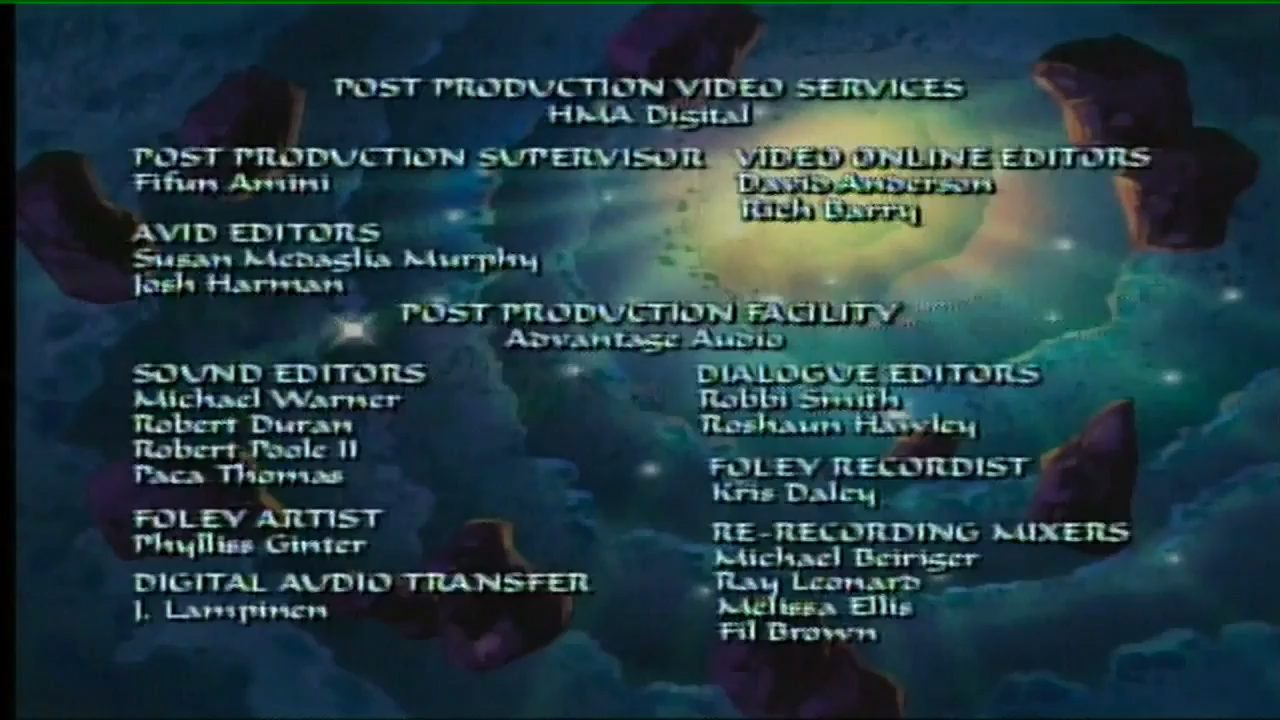 POST PRODUCTION VIDEO SERVICES
HMA Digital
POST PRODUCTION SUPERVISOR
Fifun Amini
VIDEO ONLINE EDITORS
David Anderson
Rich Barry
AVID EDITORS
Susan Medaglia Murphy
Josh Harman
POST PRODUCTION FACILITY
Advantage Audio
SOUND EDITORS
Michael Warner
Robert Duran
Robert Poole II
Paca Thomas
DIALOGUE EDITORS
Robbi Smith
Roshaun Hawley
FOLEY RECORDIST
Kris Daley
FOLEY ARTIST
Phylliss Ginter
RE-RECORDING MIXERS
Michael Beiriger
Ray Leonard
Melissa Ellis
Fil Brown
DIGITAL AUDIO TRANSFER
J. Lampinen